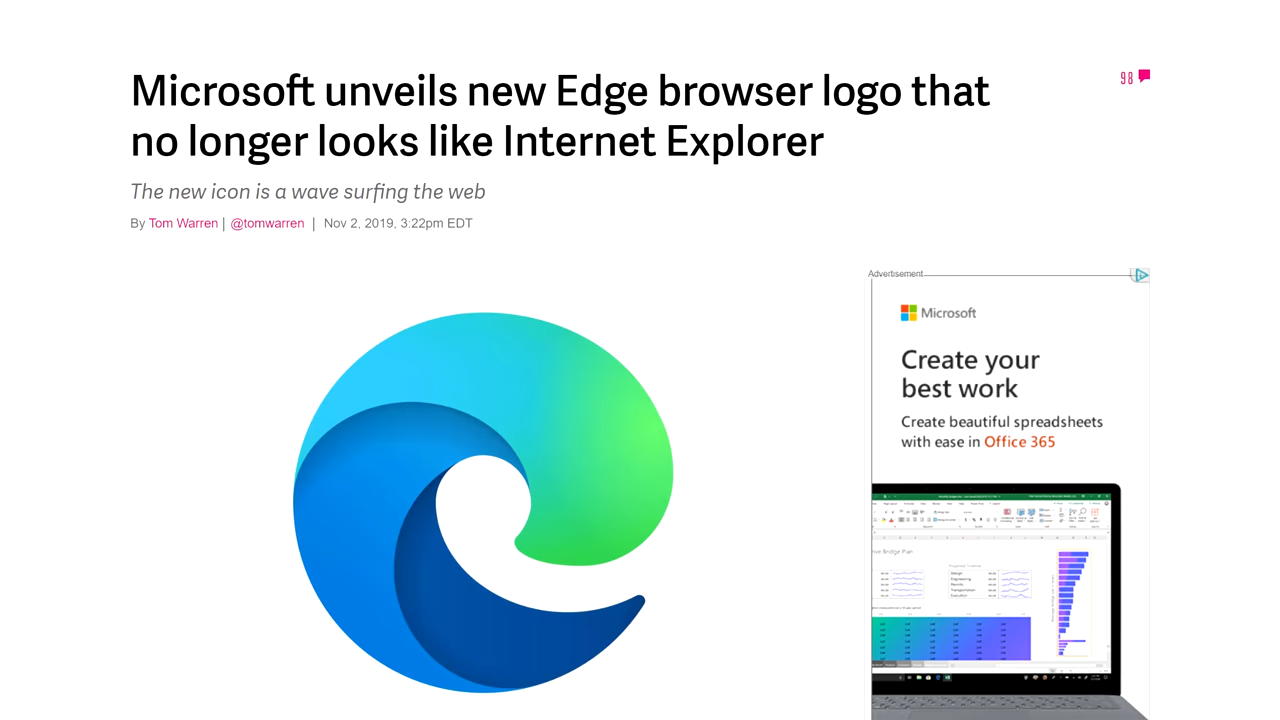 Microsoft unveils new Edge browser logo that
no longer looks like Internet Explorer
98
The new icon is a wave surfing the web
By Tom Warren | @tomwarren | Nov 2, 2019, 3:22pm EDT
Advertisement
Microsoft
Create your
best work
Create beautiful spreadsheets
with ease in Office 365